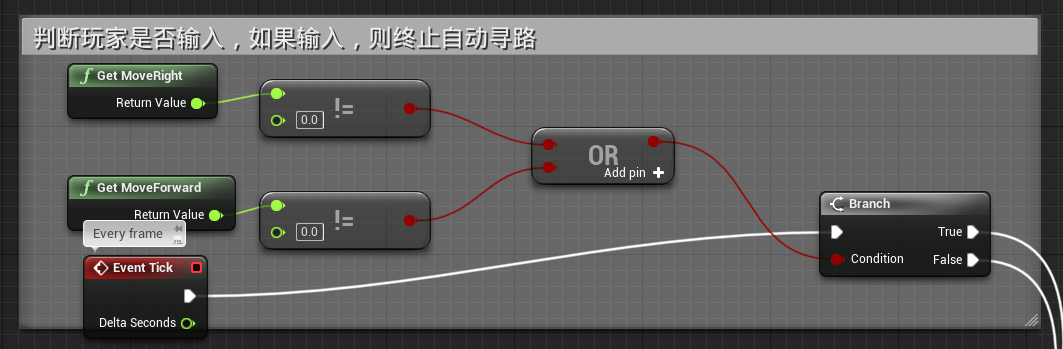 判断玩家是否输入，如果输入，则终止自动寻路
f Get MoveRight
Return Value
0.0
!=
OR
Add pin
f Get MoveForward
Return Value
0.0
!=
Every frame
Event Tick
Delta Seconds
Branch
True
Condition
False